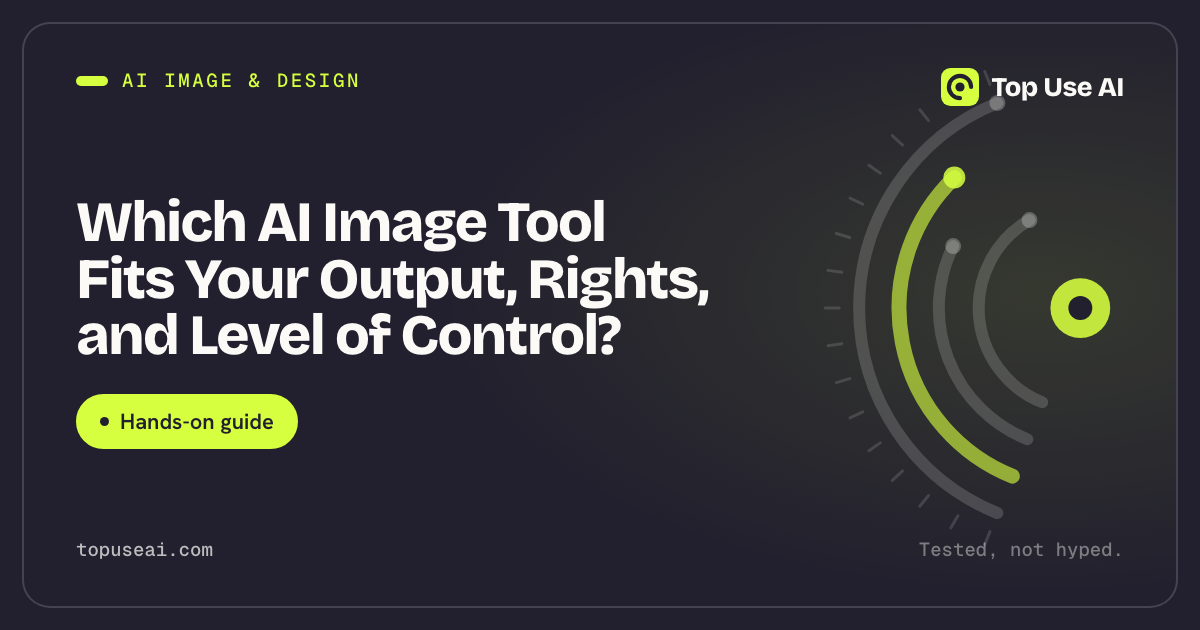 AI IMAGE & DESIGN
Top Use AI
Which AI Image Tool
Fits Your Output, Rights,
and Level of Control?
Hands-on guide
topuseai.com
Tested, not hyped.